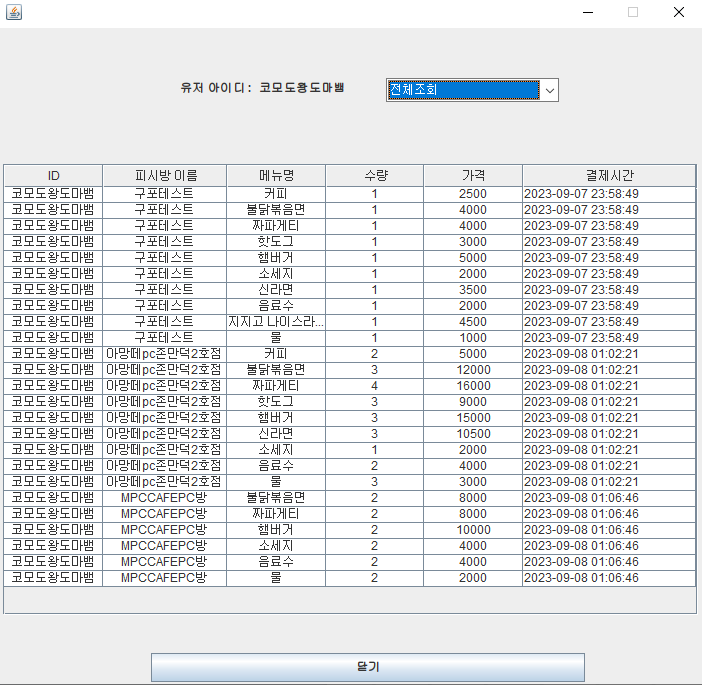 유저 아이디 : 코모도왕도마뱀 전체조회
ID 피시방 이름 메뉴명 수량 가격 결제시간
코모도왕도마뱀 구포테스트 커피 1 2500 2023-09-07 23:58:49
코모도왕도마뱀 구포테스트 불닭볶음면 1 4000 2023-09-07 23:58:49
코모도왕도마뱀 구포테스트 짜파게티 1 4000 2023-09-07 23:58:49
코모도왕도마뱀 구포테스트 핫도그 1 3000 2023-09-07 23:58:49
코모도왕도마뱀 구포테스트 햄버거 1 5000 2023-09-07 23:58:49
코모도왕도마뱀 구포테스트 소세지 1 2000 2023-09-07 23:58:49
코모도왕도마뱀 구포테스트 신라면 1 3500 2023-09-07 23:58:49
코모도왕도마뱀 구포테스트 음료수 1 2000 2023-09-07 23:58:49
코모도왕도마뱀 구포테스트 지지고 나이스라... 1 4500 2023-09-07 23:58:49
코모도왕도마뱀 구포테스트 물 1 1000 2023-09-07 23:58:49
코모도왕도마뱀 아망떼pc존만덕2호점 커피 2 5000 2023-09-08 01:02:21
코모도왕도마뱀 아망떼pc존만덕2호점 불닭볶음면 3 12000 2023-09-08 01:02:21
코모도왕도마뱀 아망떼pc존만덕2호점 짜파게티 4 16000 2023-09-08 01:02:21
코모도왕도마뱀 아망떼pc존만덕2호점 핫도그 3 9000 2023-09-08 01:02:21
코모도왕도마뱀 아망떼pc존만덕2호점 햄버거 3 15000 2023-09-08 01:02:21
코모도왕도마뱀 아망떼pc존만덕2호점 신라면 3 10500 2023-09-08 01:02:21
코모도왕도마뱀 아망떼pc존만덕2호점 소세지 1 2000 2023-09-08 01:02:21
코모도왕도마뱀 아망떼pc존만덕2호점 음료수 2 4000 2023-09-08 01:02:21
코모도왕도마뱀 아망떼pc존만덕2호점 물 3 3000 2023-09-08 01:02:21
코모도왕도마뱀 MPCCAFEPC방 불닭볶음면 2 8000 2023-09-08 01:06:46
코모도왕도마뱀 MPCCAFEPC방 짜파게티 2 8000 2023-09-08 01:06:46
코모도왕도마뱀 MPCCAFEPC방 햄버거 2 10000 2023-09-08 01:06:46
코모도왕도마뱀 MPCCAFEPC방 소세지 2 4000 2023-09-08 01:06:46
코모도왕도마뱀 MPCCAFEPC방 음료수 2 4000 2023-09-08 01:06:46
코모도왕도마뱀 MPCCAFEPC방 물 2 2000 2023-09-08 01:06:46
닫기